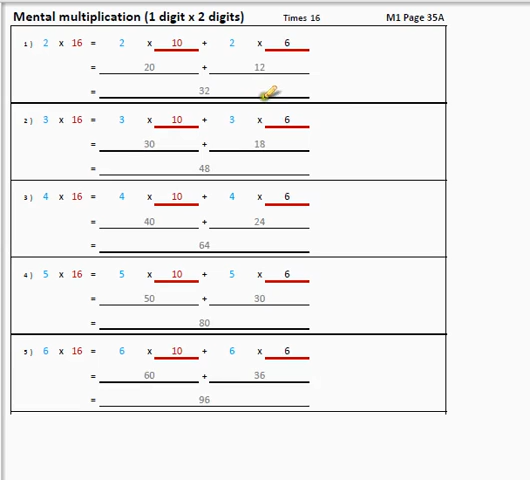 Mental multiplication (1 digit x 2 digits) Times 16 M1 Page 35A
1) 2 x 16 = 2 x 10 + 2 x 6
= 20 + 12
= 32
2) 3 x 16 = 3 x 10 + 3 x 6
= 30 + 18
= 48
3) 4 x 16 = 4 x 10 + 4 x 6
= 40 + 24
= 64
4) 5 x 16 = 5 x 10 + 5 x 6
= 50 + 30
= 80
5) 6 x 16 = 6 x 10 + 6 x 6
= 60 + 36
= 96